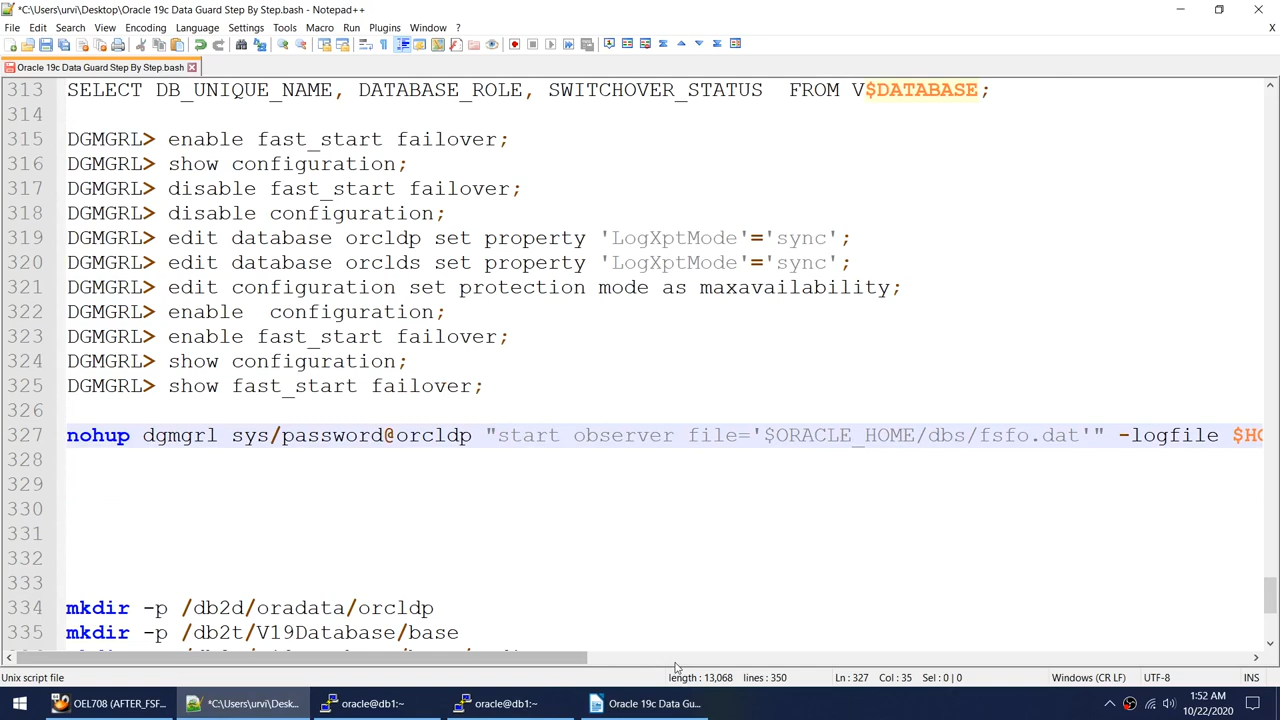 *C:\Users\urvi\Desktop\Oracle 19c Data Guard Step By Step.bash - Notepad++
File Edit Search View Encoding Language Settings Tools Macro Run Plugins Window ?
X
Oracle 19c Data Guard Step By Step.bash
313 SELECT DB_UNIQUE_NAME, DATABASE_ROLE, SWITCHOVER_STATUS  FROM V$DATABASE;
314
315 DGMGRL> enable fast_start failover;
316 DGMGRL> show configuration;
317 DGMGRL> disable fast_start failover;
318 DGMGRL> disable configuration;
319 DGMGRL> edit database orcldp set property 'LogXptMode'='sync';
320 DGMGRL> edit database orclds set property 'LogXptMode'='sync';
321 DGMGRL> edit configuration set protection mode as maxavailability;
322 DGMGRL> enable  configuration;
323 DGMGRL> enable fast_start failover;
324 DGMGRL> show configuration;
325 DGMGRL> show fast_start failover;
326
327 nohup dgmgrl sys/password@orcldp "start observer file='$ORACLE_HOME/dbs/fsfo.dat'" -logfile $HO
328
329
330
331
332
333
334 mkdir -p /db2d/oradata/orcldp
335 mkdir -p /db2t/V19Database/base
Unix script file length : 13,068 lines : 350 Ln : 327 Col : 35 Sel : 0 | 0 Windows (CR LF) UTF-8 INS
OEL708 (AFTER_FSF... *C:\Users\urvi\Desk... oracle@db1:~ oracle@db1:~ Oracle 19c Data Gu... 1:52 AM
10/22/2020